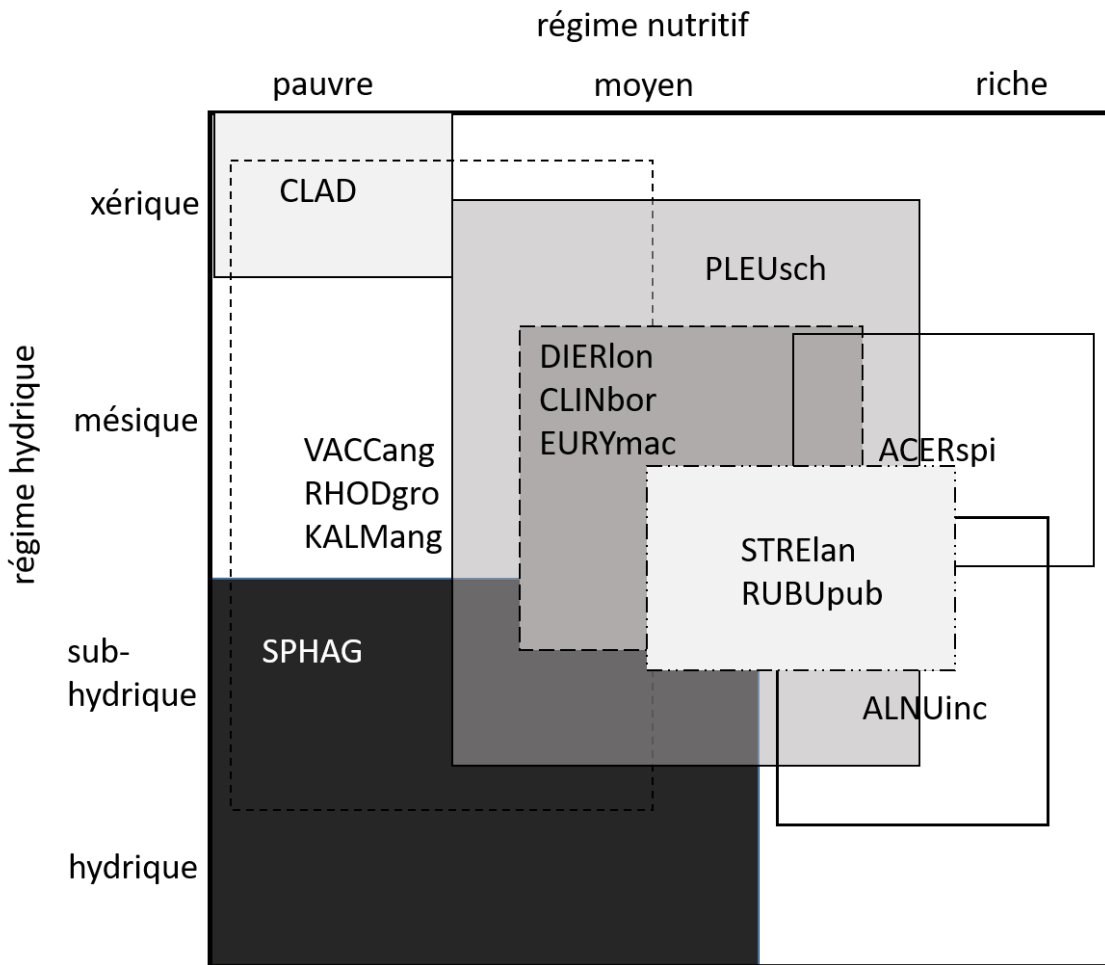 régime nutritif
pauvre
moyen
riche
régime hydrique
xérique
mésique
sub-
hydrique
hydrique
CLAD
PLEUsch
DIERlon
CLINbor
EURYmac
VACCang
RHODgro
KALMang
ACERspi
STRElan
RUBUpub
SPHAG
ALNUinc